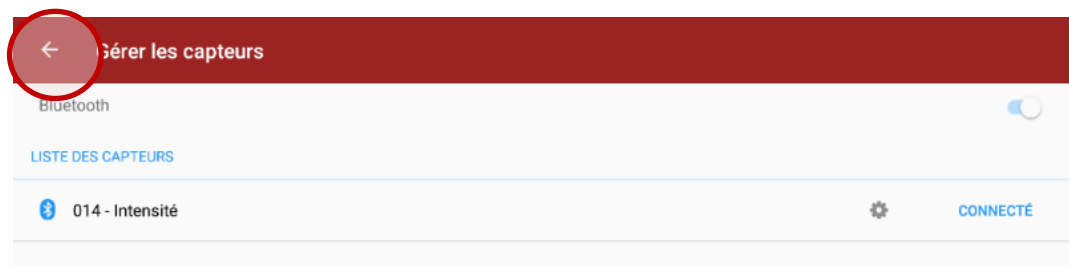 Gérer les capteurs
Bluetooth
LISTE DES CAPTEURS
014 - Intensité
CONNECTÉ